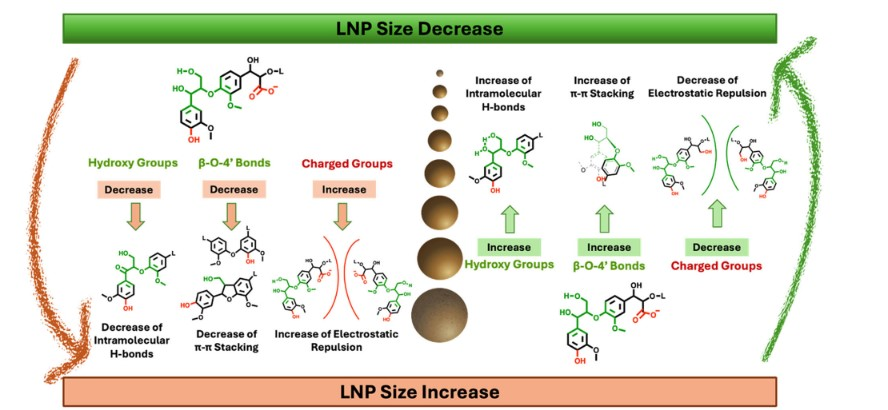 LNP Size Decrease
Hydroxy Groups
β-O-4’ Bonds
Charged Groups
Decrease
Decrease
Increase
Decrease of
Intramolecular
H-bonds
Decrease of
π-π Stacking
Increase of Electrostatic
Repulsion
Increase of
Intramolecular
H-bonds
Increase of
π-π Stacking
Decrease of
Electrostatic Repulsion
Increase
Increase
Decrease
Hydroxy Groups
β-O-4’ Bonds
Charged Groups
LNP Size Increase